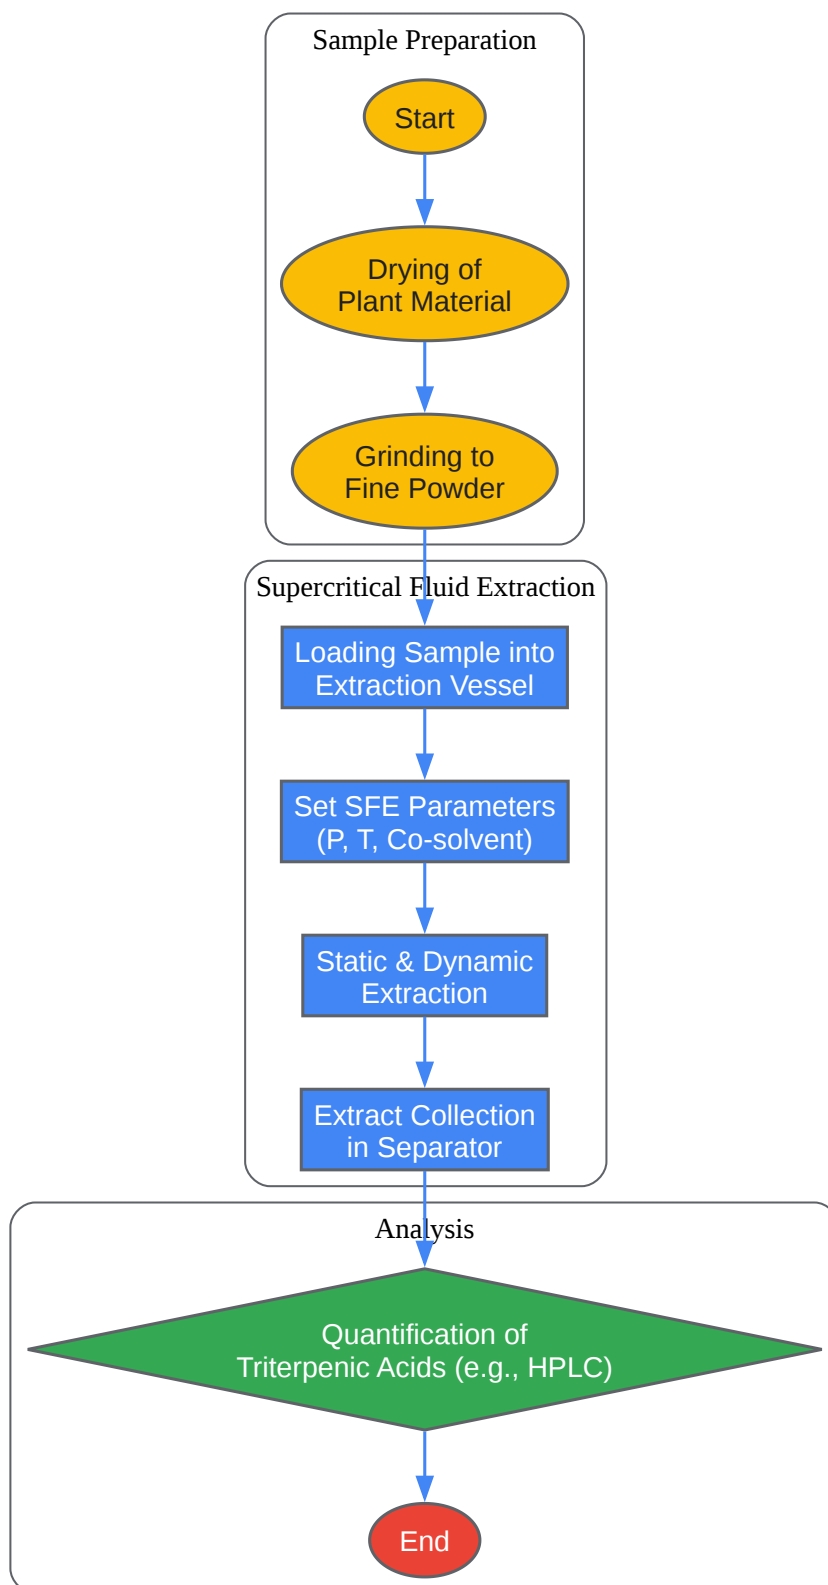 Sample Preparation
Start
Drying of
Plant Material
Grinding to
Fine Powder
Supercritical Fluid Extraction
Loading Sample into
Extraction Vessel
Set SFE Parameters
(P, T, Co-solvent)
Static & Dynamic
Extraction
Extract Collection
in Separator
Analysis
Quantification of
Triterpenic Acids (e.g., HPLC)
End